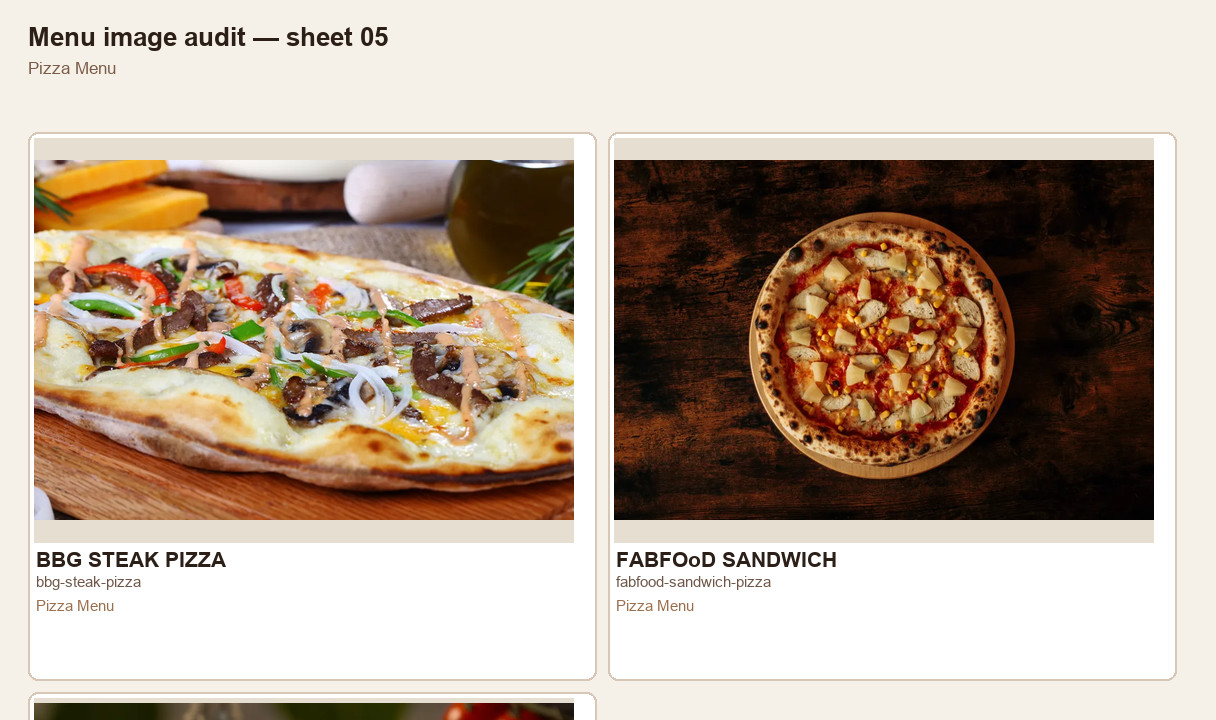 Menu image audit — sheet 05
Pizza Menu
BBG STEAK PIZZA
bbg-steak-pizza
Pizza Menu
FABFOoD SANDWICH
fabfood-sandwich-pizza
Pizza Menu